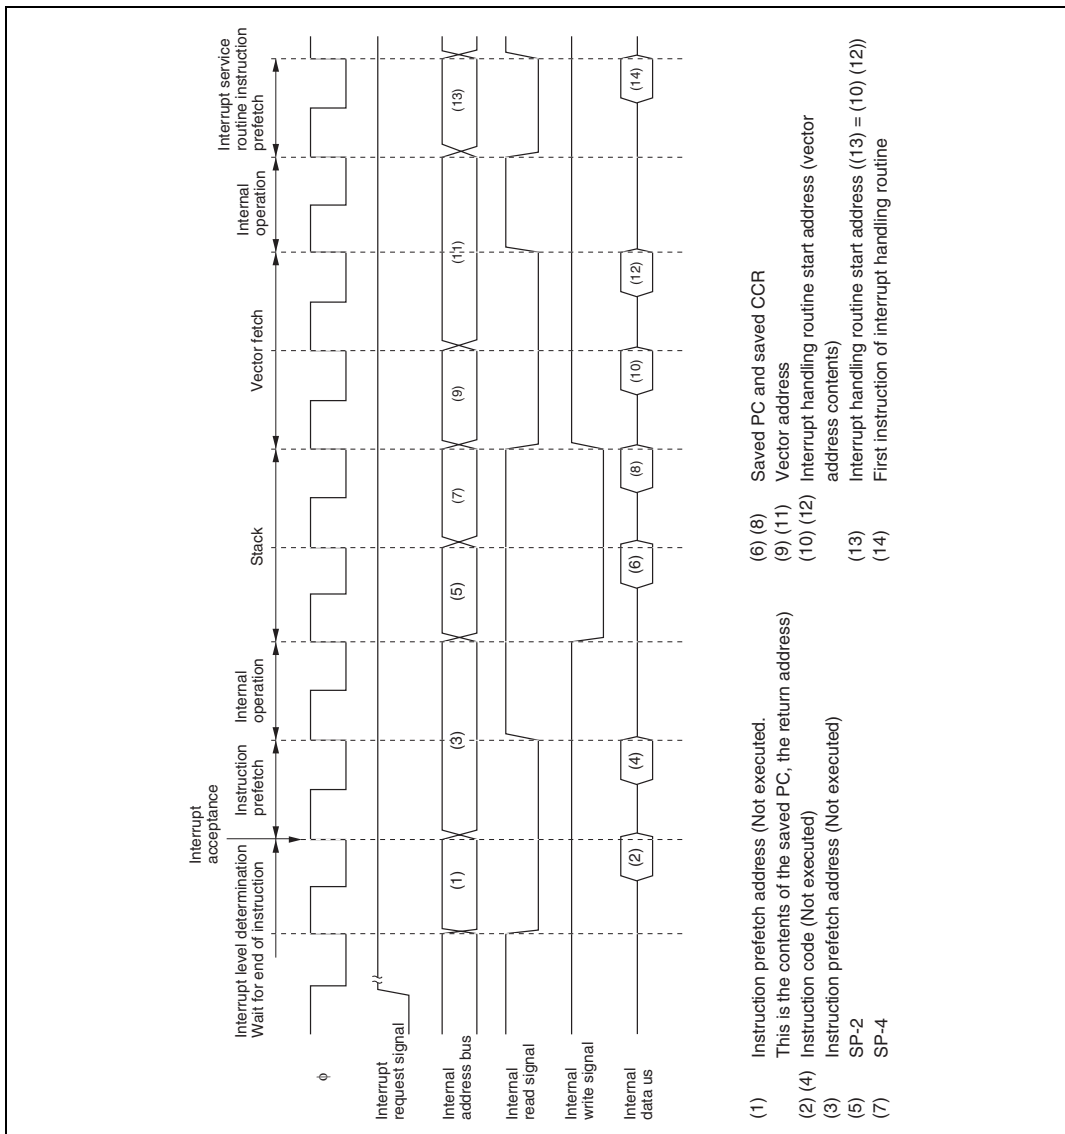 Interrupt
acceptance
Interrupt level determination
Wait for end of instruction
Instruction
prefetch
Internal
operation
Stack
Vector fetch
Internal
operation
Interrupt service
routine instruction
prefetch
φ
Interrupt
request signal
Internal
address bus
(1)
(3)
(5)
(7)
(9)
(11)
(13)
Internal
read signal
Internal
write signal
Internal
data us
(2)
(4)
(6)
(8)
(10)
(12)
(14)
(1) Instruction prefetch address (Not executed.
This is the contents of the saved PC, the return address)
(2) (4) Instruction code (Not executed)
(3) Instruction prefetch address (Not executed)
(5) SP-2
(7) SP-4
(6) (8) Saved PC and saved CCR
(9) (11) Vector address
(10) (12) Interrupt handling routine start address (vector
address contents)
(13) Interrupt handling routine start address ((13) = (10) (12))
(14) First instruction of interrupt handling routine